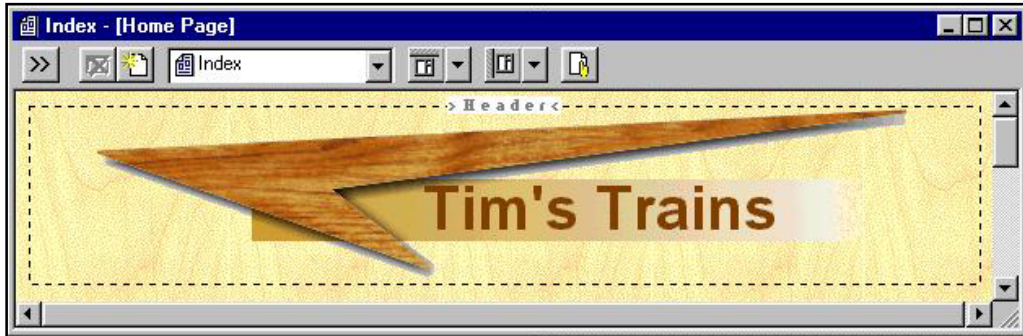 Index - [Home Page]
Index
> Header <
Tim's Trains